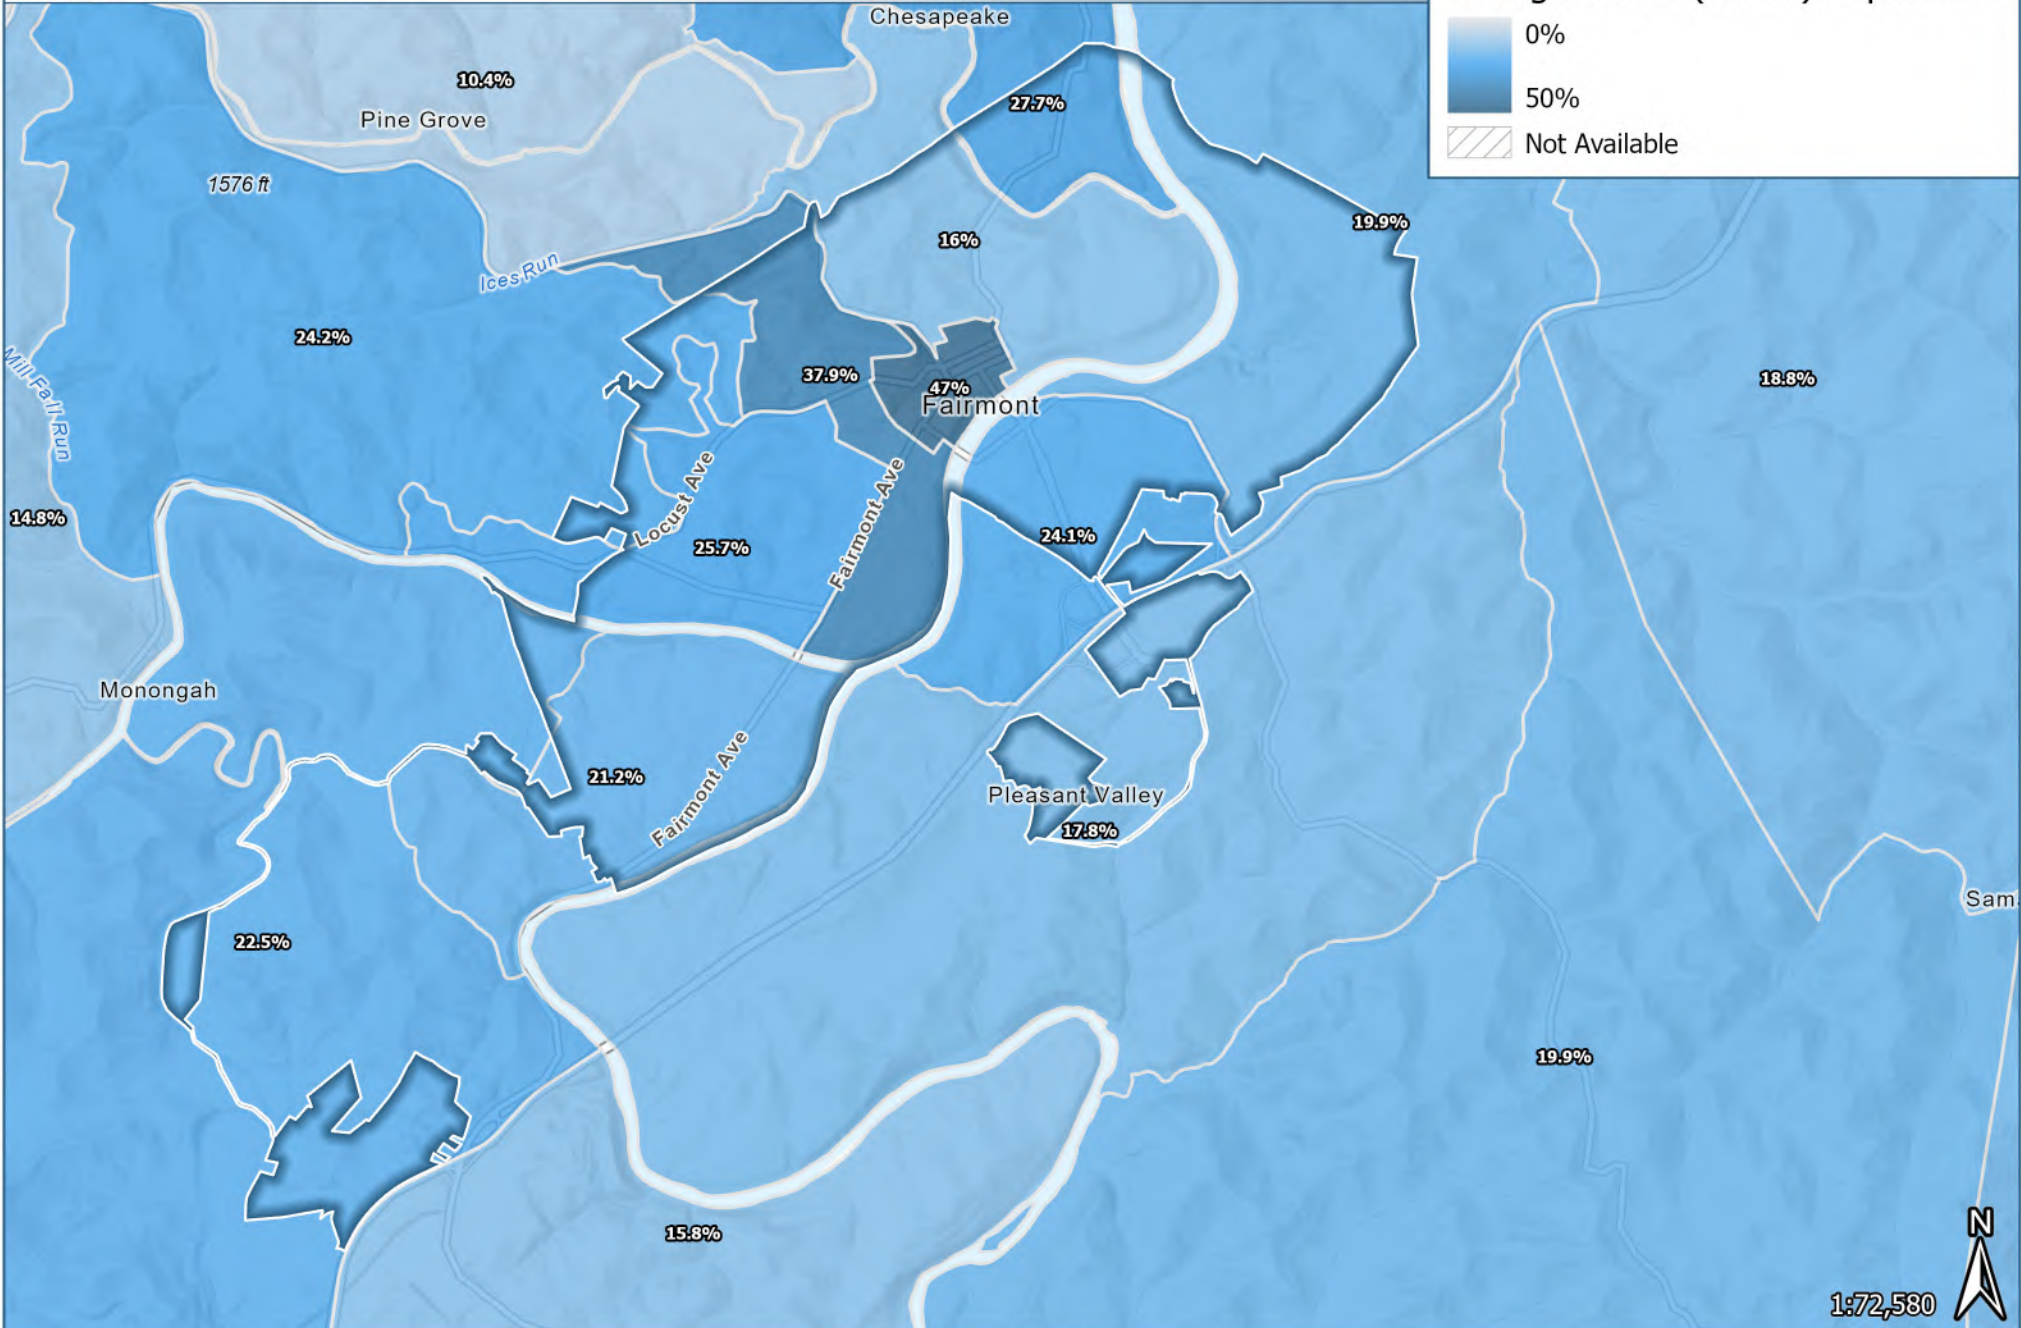 Chesapeake
0%
50%
Not Available
10.4%
Pine Grove
27.7%
1576 ft
19.9%
16%
Ices Run
24.2%
Mill Fall Run
37.9%
47%
Fairmont
18.8%
Locust Ave
Fairmont Ave
14.8%
25.7%
24.1%
Monongah
21.2%
Fairmont Ave
Pleasant Valley
17.8%
Sam
22.5%
19.9%
15.8%
N
1:72,580